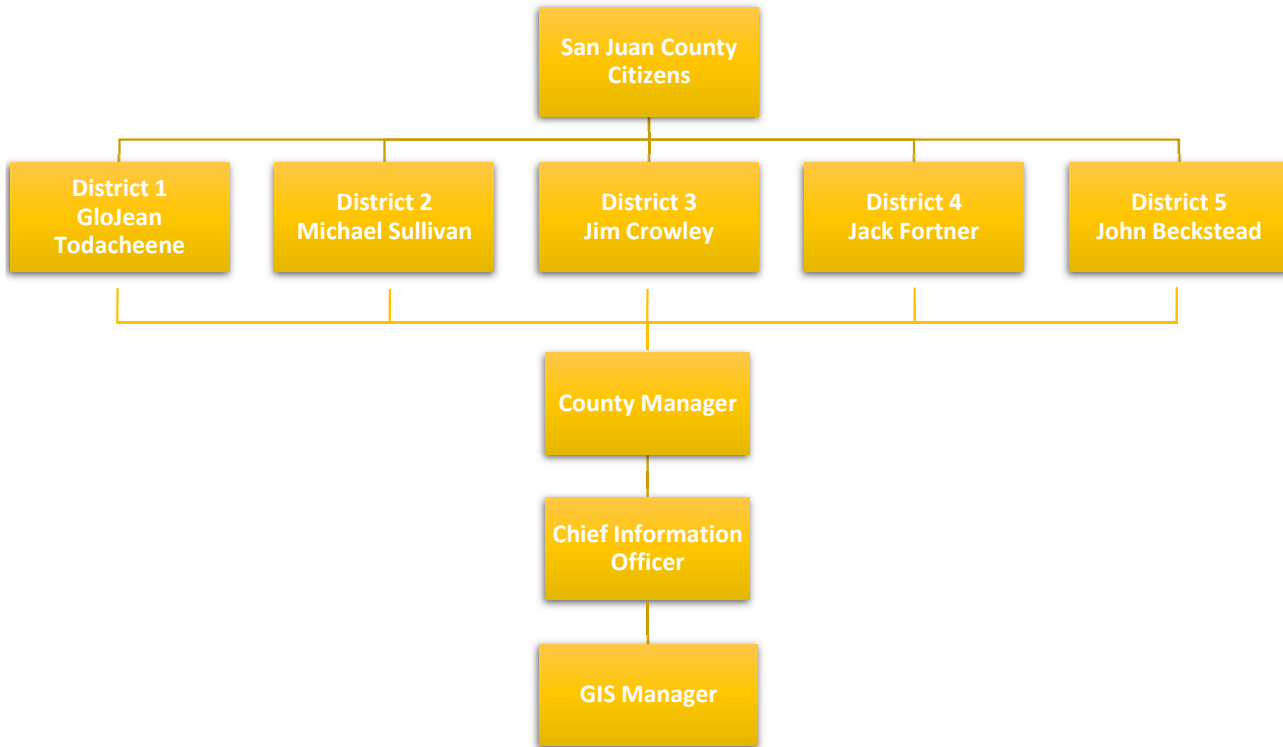 San Juan County
Citizens
District 1
GloJean
Todacheene
District 2
Michael Sullivan
District 3
Jim Crowley
District 4
Jack Fortner
District 5
John Beckstead
County Manager
Chief Information
Officer
GIS Manager